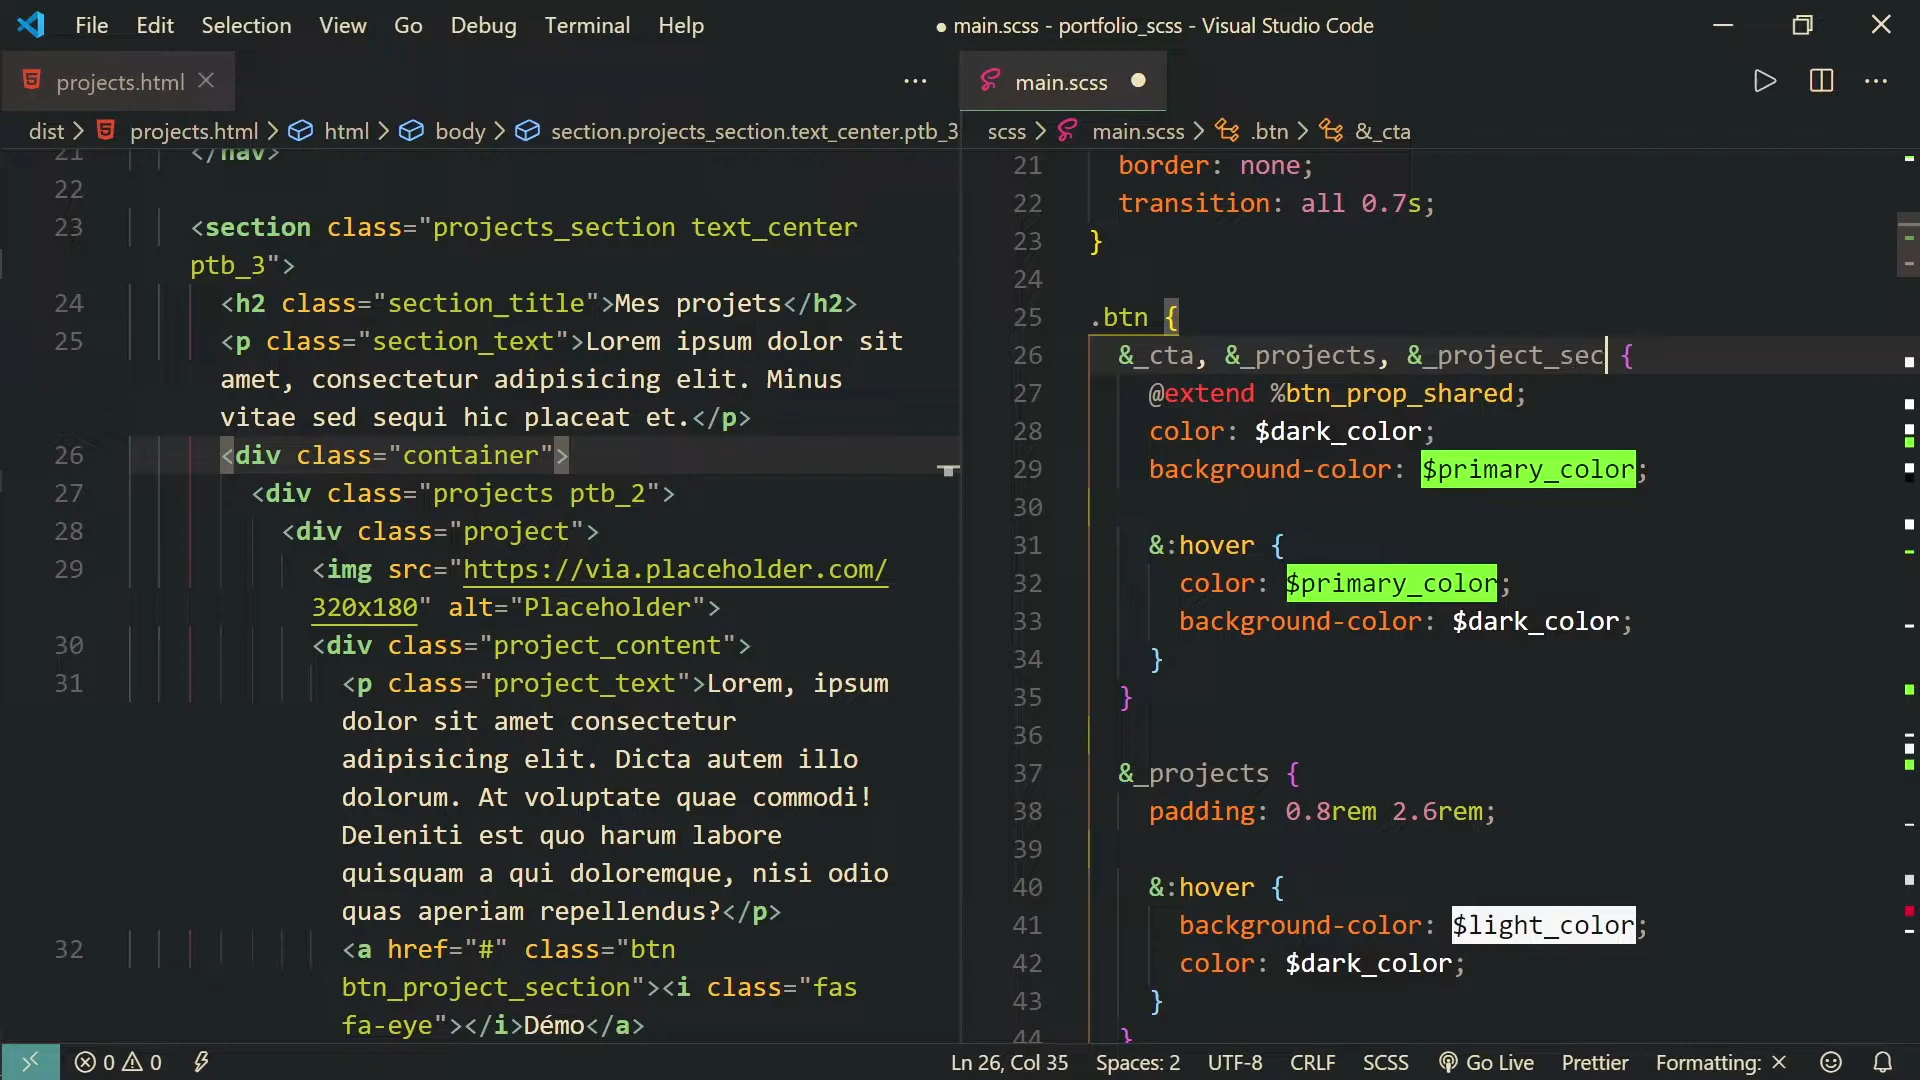 File Edit Selection View Go Debug Terminal Help
● main.scss - portfolio_scss - Visual Studio Code
projects.html
dist > projects.html > html > body > section.projects_section.text_center.ptb_3
21 </nav>
22
23 <section class="projects_section text_center
ptb_3">
24 <h2 class="section_title">Mes projets</h2>
25 <p class="section_text">Lorem ipsum dolor sit
amet, consectetur adipisicing elit. Minus
vitae sed sequi hic placeat et.</p>
26 <div class="container">
27 <div class="projects ptb_2">
28 <div class="project">
29 <img src="https://via.placeholder.com/
320x180" alt="Placeholder">
30 <div class="project_content">
31 <p class="project_text">Lorem, ipsum
dolor sit amet consectetur
adipisicing elit. Dicta autem illo
dolorum. At voluptate quae commodi!
Deleniti est quo harum labore
quisquam a qui doloremque, nisi odio
quas aperiam repellendus?</p>
32 <a href="#" class="btn
btn_project_section"><i class="fas
fa-eye"></i>Démo</a>
main.scss
scss > main.scss > .btn > &_cta
21 border: none;
22 transition: all 0.7s;
23 }
24
25 .btn {
26 &_cta, &_projects, &_project_sec {
27 @extend %btn_prop_shared;
28 color: $dark_color;
29 background-color: $primary_color;
30
31 &:hover {
32 color: $primary_color;
33 background-color: $dark_color;
34 }
35 }
36
37 &_projects {
38 padding: 0.8rem 2.6rem;
39
40 &:hover {
41 background-color: $light_color;
42 color: $dark_color;
43 }
44 }
0 0
Ln 26, Col 35 Spaces: 2 UTF-8 CRLF SCSS Go Live Prettier Formatting: ×